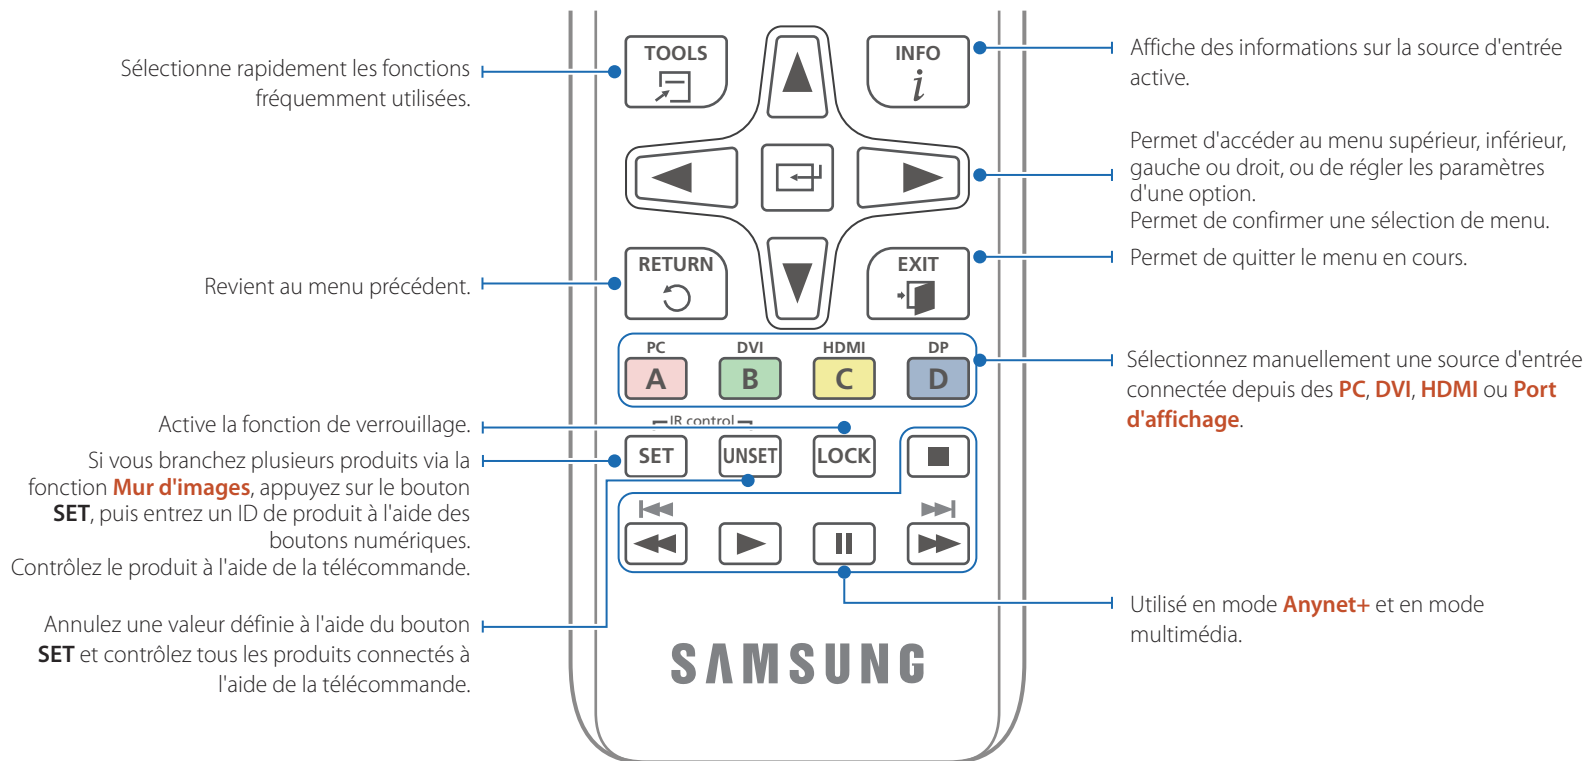 TOOLS
INFO
i
Sélectionne rapidement les fonctions
fréquemment utilisées.
Affiche des informations sur la source d'entrée
active.
Permet d'accéder au menu supérieur, inférieur,
gauche ou droit, ou de régler les paramètres
d'une option.
Permet de confirmer une sélection de menu.
RETURN
EXIT
Revient au menu précédent.
Permet de quitter le menu en cours.
PC DVI HDMI DP
A B C D
Sélectionnez manuellement une source d'entrée
connectée depuis des PC, DVI, HDMI ou Port
d'affichage.
Active la fonction de verrouillage.
IR control
SET UNSET LOCK
Si vous branchez plusieurs produits via la
fonction Mur d'images, appuyez sur le bouton
SET, puis entrez un ID de produit à l'aide des
boutons numériques.
Contrôlez le produit à l'aide de la télécommande.
Annulez une valeur définie à l'aide du bouton
SET et contrôlez tous les produits connectés à
l'aide de la télécommande.
Utilisé en mode Anynet+ et en mode
multimédia.
SAMSUNG